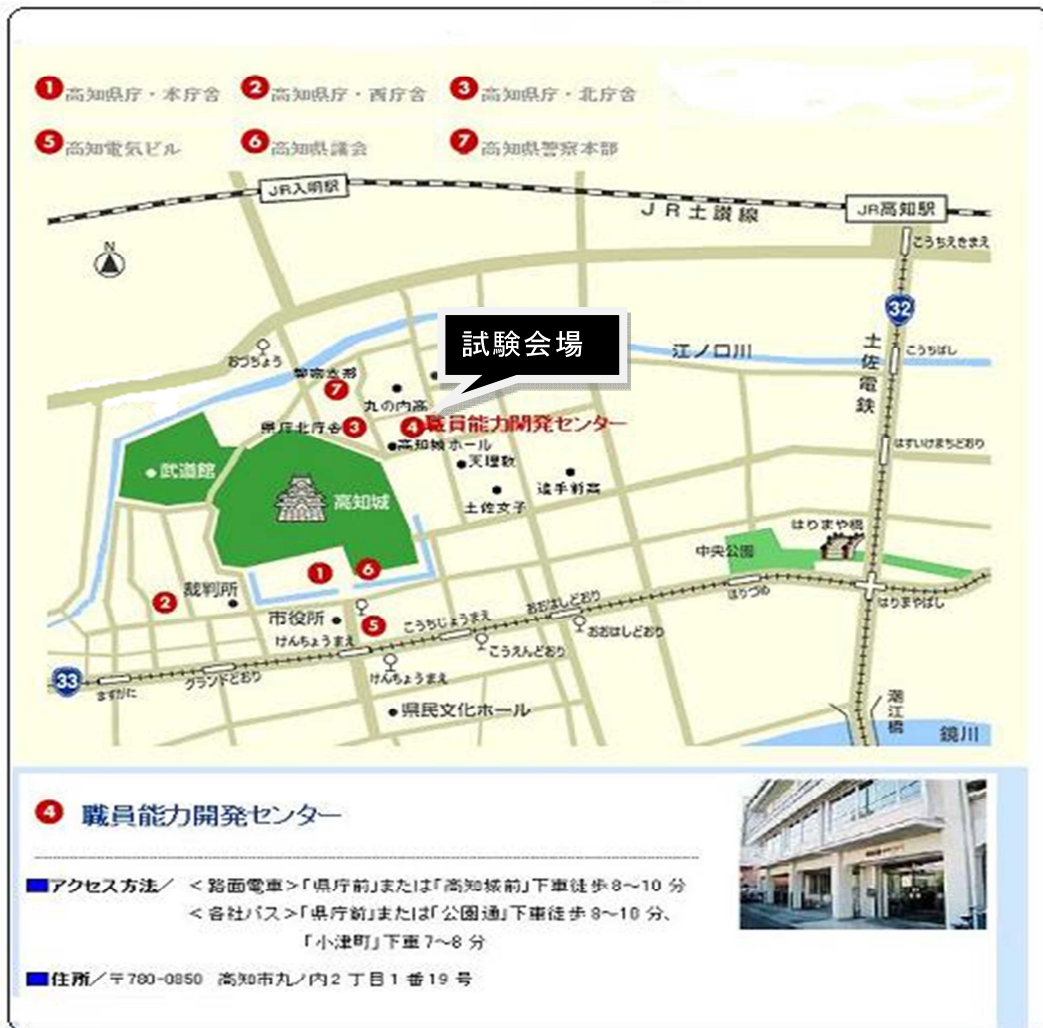 1 高知県庁・本庁舎 2 高知県庁・西庁舎 3 高知県庁・北庁舎
5 高知電気ビル 6 高知県議会 7 高知県警察本部
JR入明駅
JR土讃線
JR高知駅
こうちえきまえ
N
32
試験会場
江ノ口川
土佐電鉄
こうちばし
おづちょう
警察本部
7
丸の内高
県庁北庁舎 3
4 職員能力開発センター
高知城ホール
はすいけまちどおり
武道館
天理教
追手前高
高知城
土佐女子
はりまや橋
中央公園
1
6
裁判所
2
はりづめ
はりまやばし
おおはしどおり
市役所
5
こうちじょうまえ
おおはしどおり
けんちょうまえ
こうえんどおり
33
ますがた
グランドどおり
けんちょうまえ
県民文化ホール
潮江橋
鏡川
4 職員能力開発センター
アクセス方法/ <路面電車>「県庁前」または「高知城前」下車徒歩8~10分
<各社バス>「県庁前」または「公園通」下車徒歩8~10分、
「小津町」下車7~8分
住所/〒780-0850 高知市丸ノ内2丁目1番19号